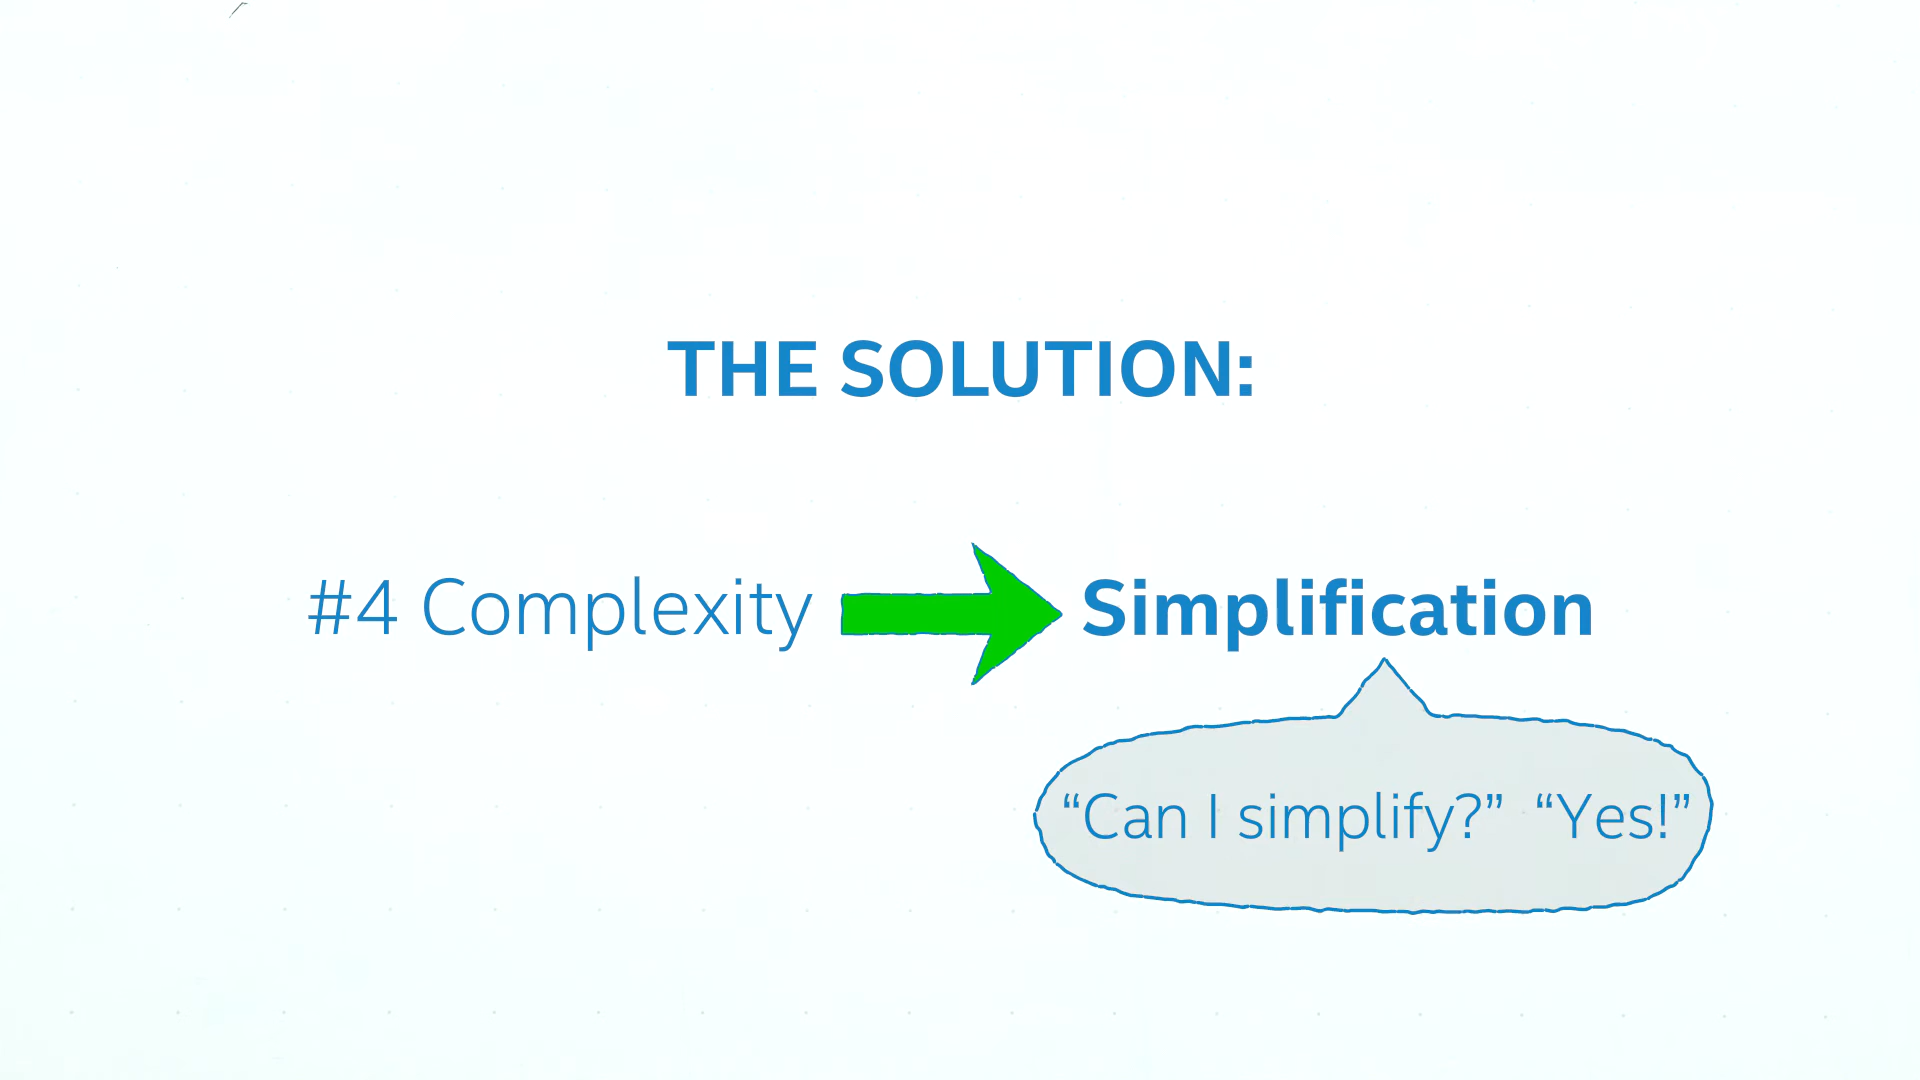 THE SOLUTION:
#4 Complexity Simplification
“Can I simplify?” “Yes!”